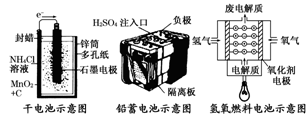 e⁻
封蜡
锌筒
多孔纸
NH₄Cl
溶液
石墨电极
MnO₂
+C
干电池示意图
H₂SO₄注入口
负极
正极
隔离板
铅蓄电池示意图
废电解质
氢气
氧气
电解质
氧化剂
电极
氢氧燃料电池示意图